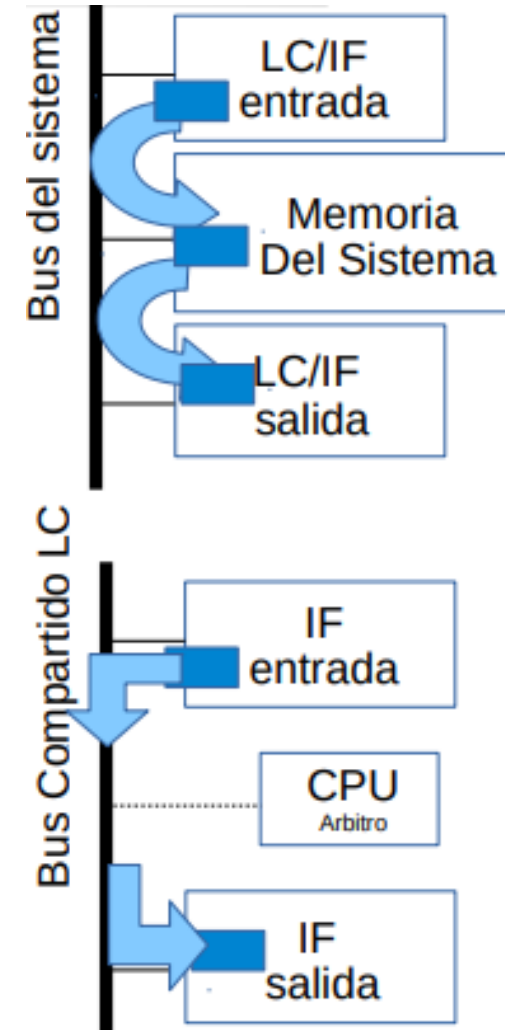 Bus del sistema
LC/IF
entrada
Memoria
Del Sistema
LC/IF
salida
Bus Compartido LC
IF
entrada
CPU
Arbitro
IF
salida